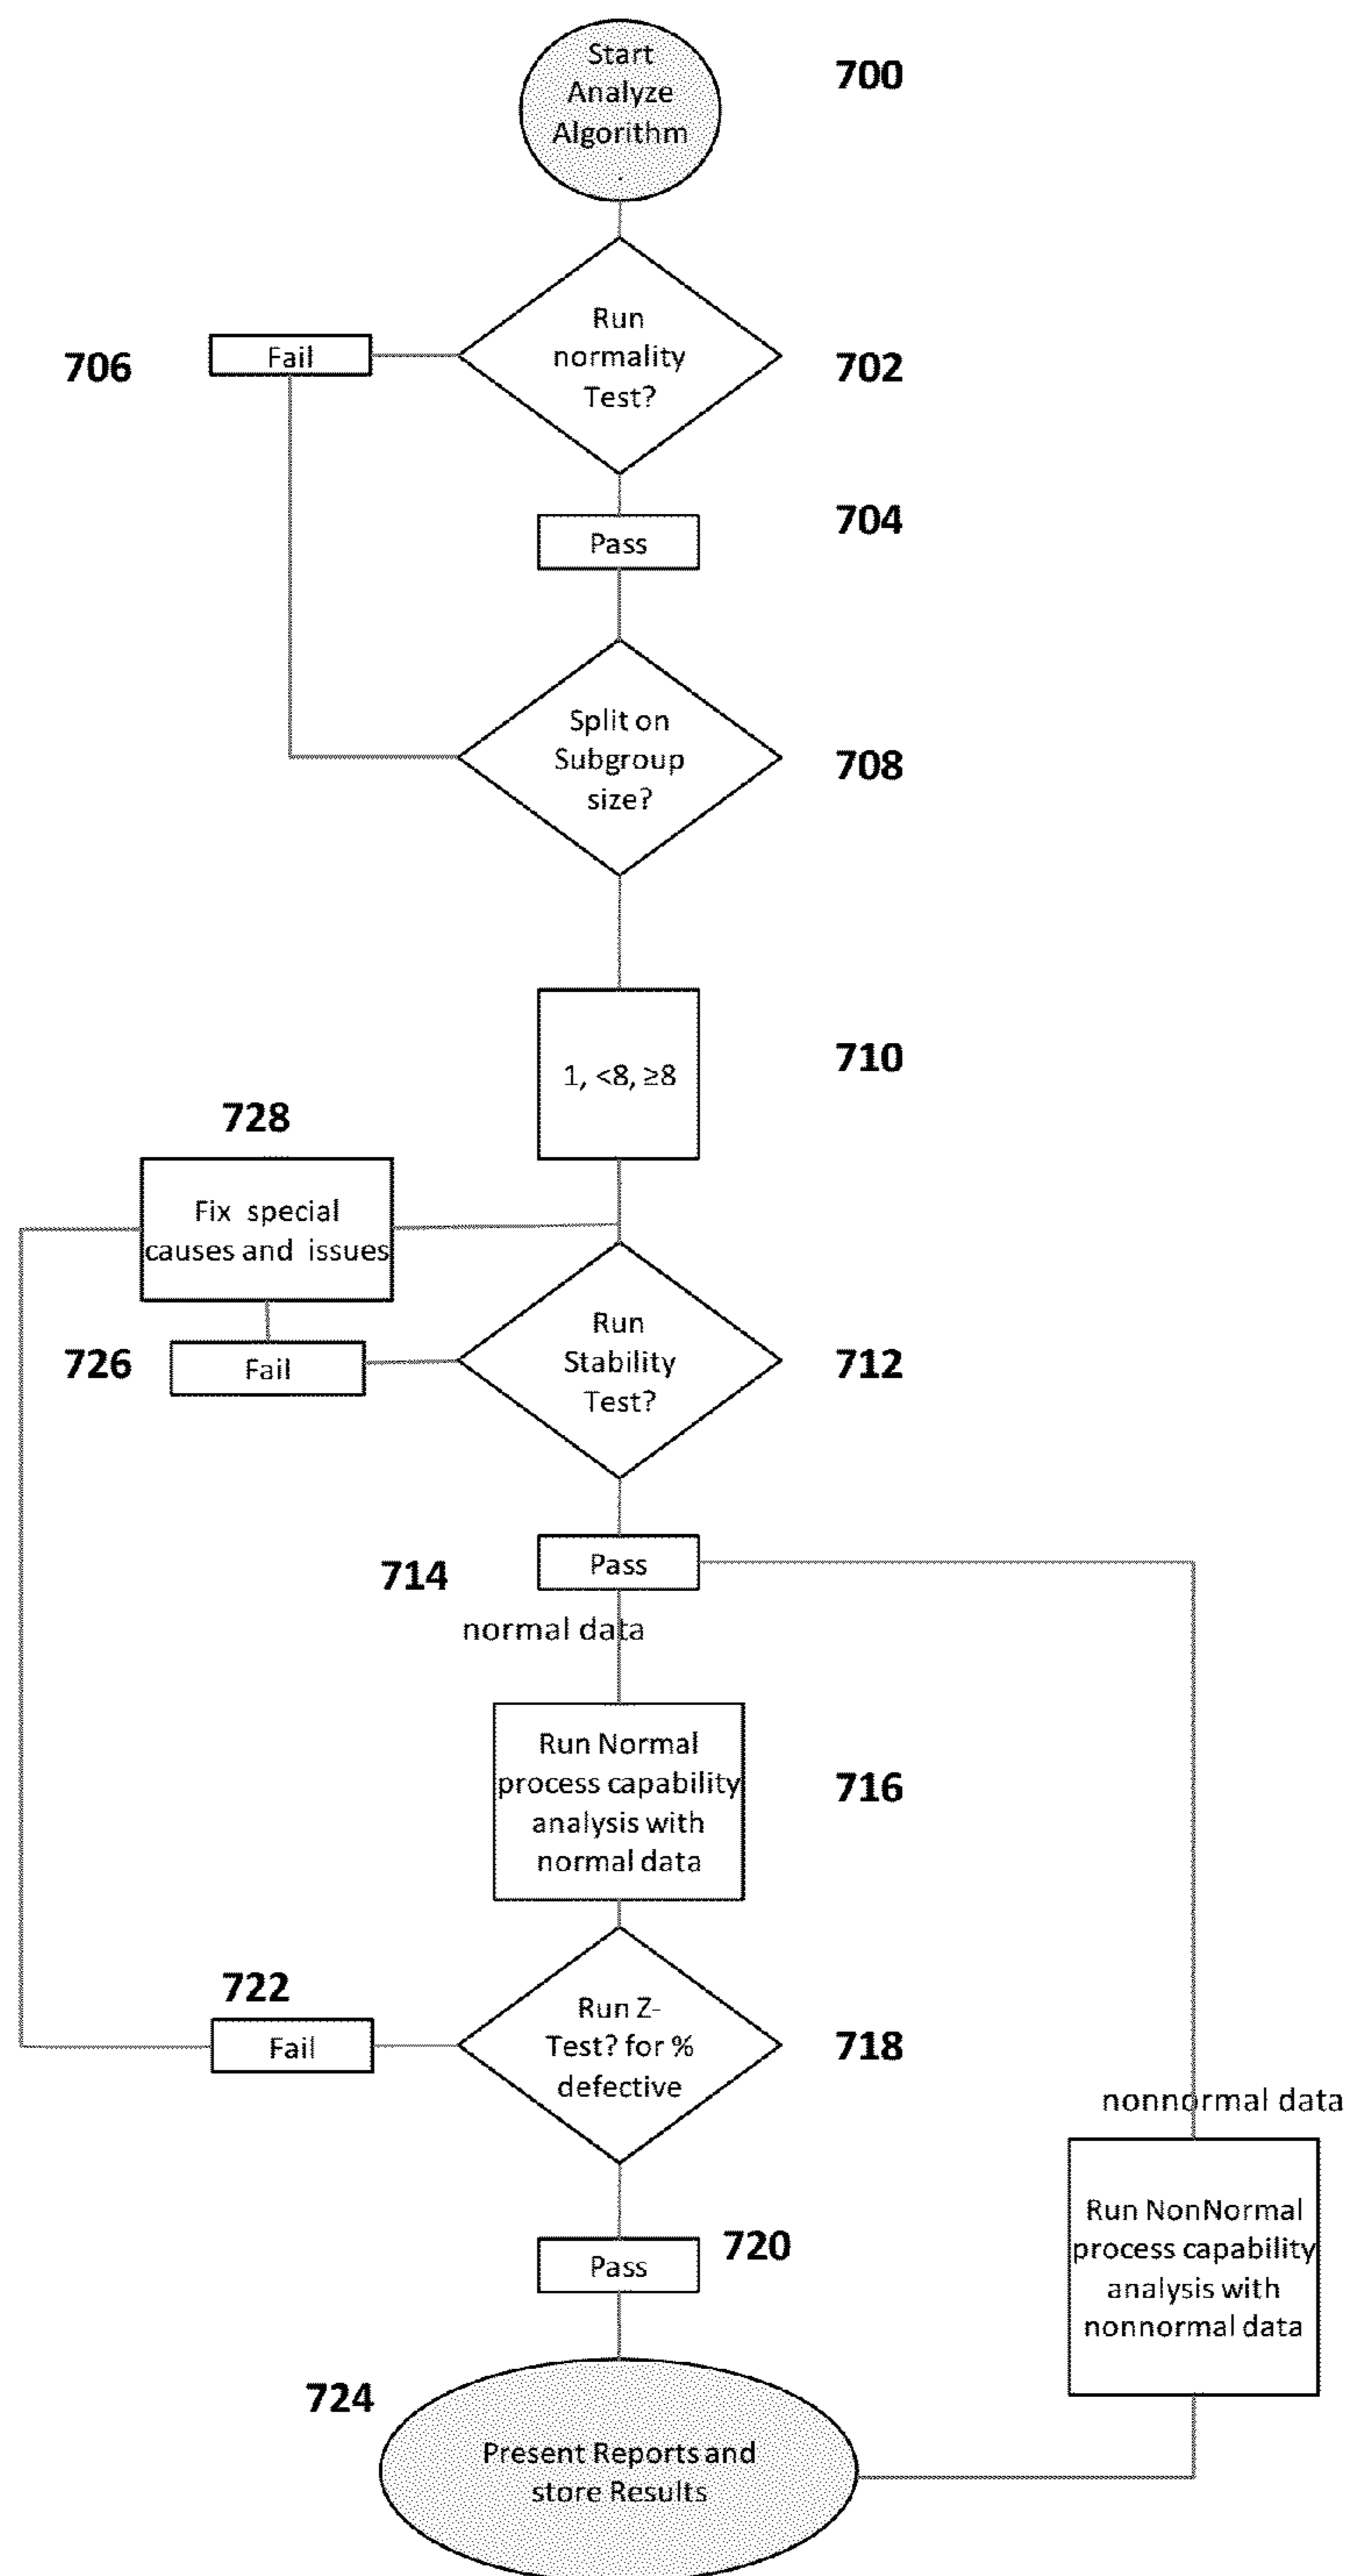 Start
Analyze
Algorithm
.
700
Run
normality
Test?
Fail
706
702
704
Pass
Split on
Subgroup
size?
708
710
1, <8, ≥8
728
Fix special
causes and issues
Run
Stability
Test?
726
Fail
712
Pass
714
normal data
Run Normal
process capability
analysis with
normal data
716
722
Fail
Run Z-
Test? for %
defective
718
nonnormal data
Run NonNormal
process capability
analysis with
nonnormal data
720
Pass
724
Present Reports and
store Results